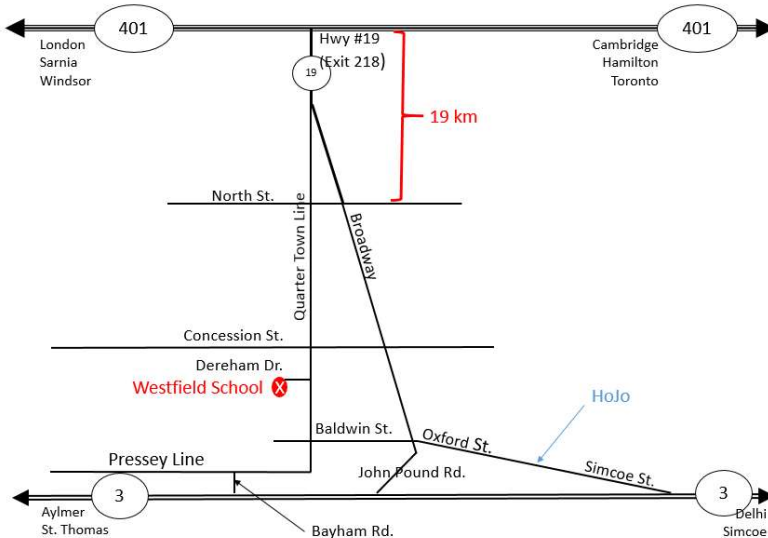 401
401
London
Sarnia
Windsor
Hwy #19
(Exit 218)
19
Cambridge
Hamilton
Toronto
19 km
North St.
Quarter Town Line
Broadway
Concession St.
Dereham Dr.
Westfield School X
HoJo
Baldwin St.
Oxford St.
Simcoe St.
Pressey Line
John Pound Rd.
3
3
Aylmer
St. Thomas
Bayham Rd.
Delhi
Simcoe